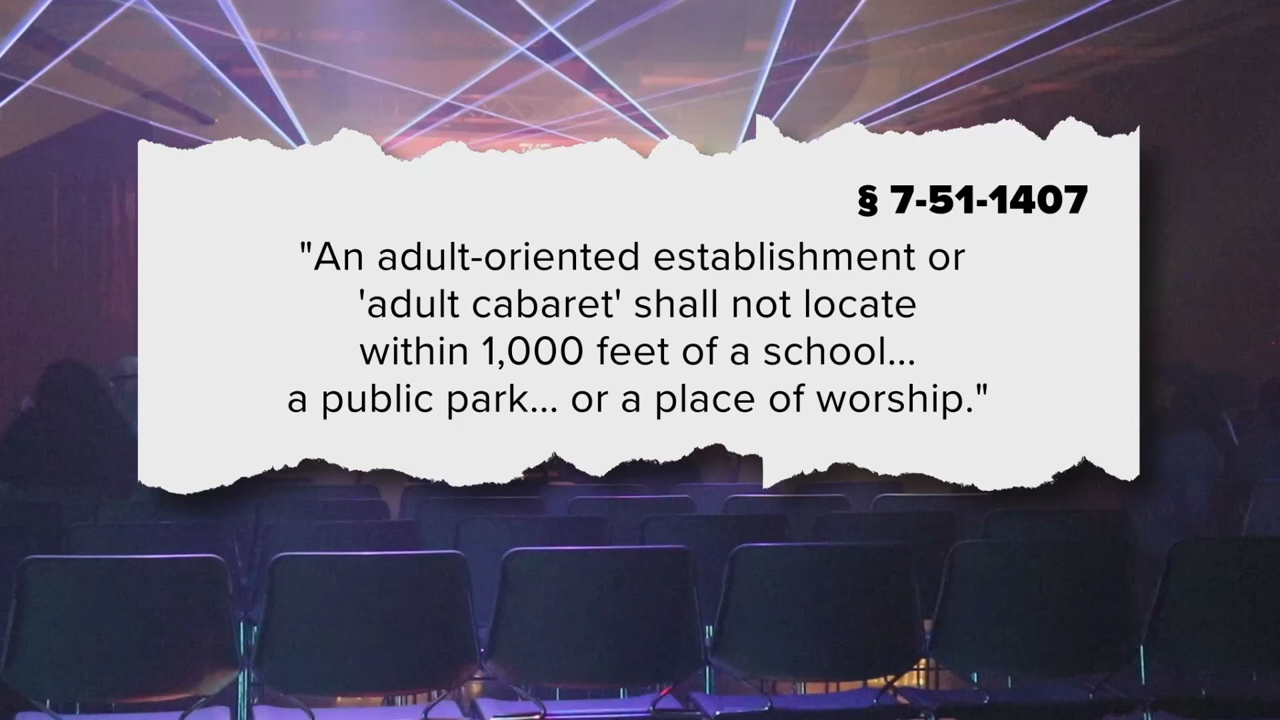 § 7-51-1407
"An adult-oriented establishment or
'adult cabaret' shall not locate
within 1,000 feet of a school...
a public park... or a place of worship."